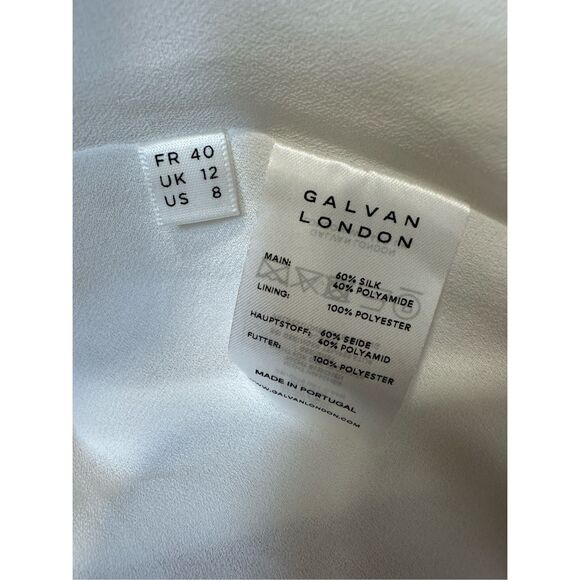 FR 40
UK 12
US 8
GALVAN
LONDON
MAIN: 60% SILK
40% POLYAMIDE
LINING: 100% POLYESTER
HAUPTSTOFF: 60% SEIDE
40% POLYAMID
FUTTER: 100% POLYESTER
MADE IN PORTUGAL
WWW.GALVANLONDON.COM